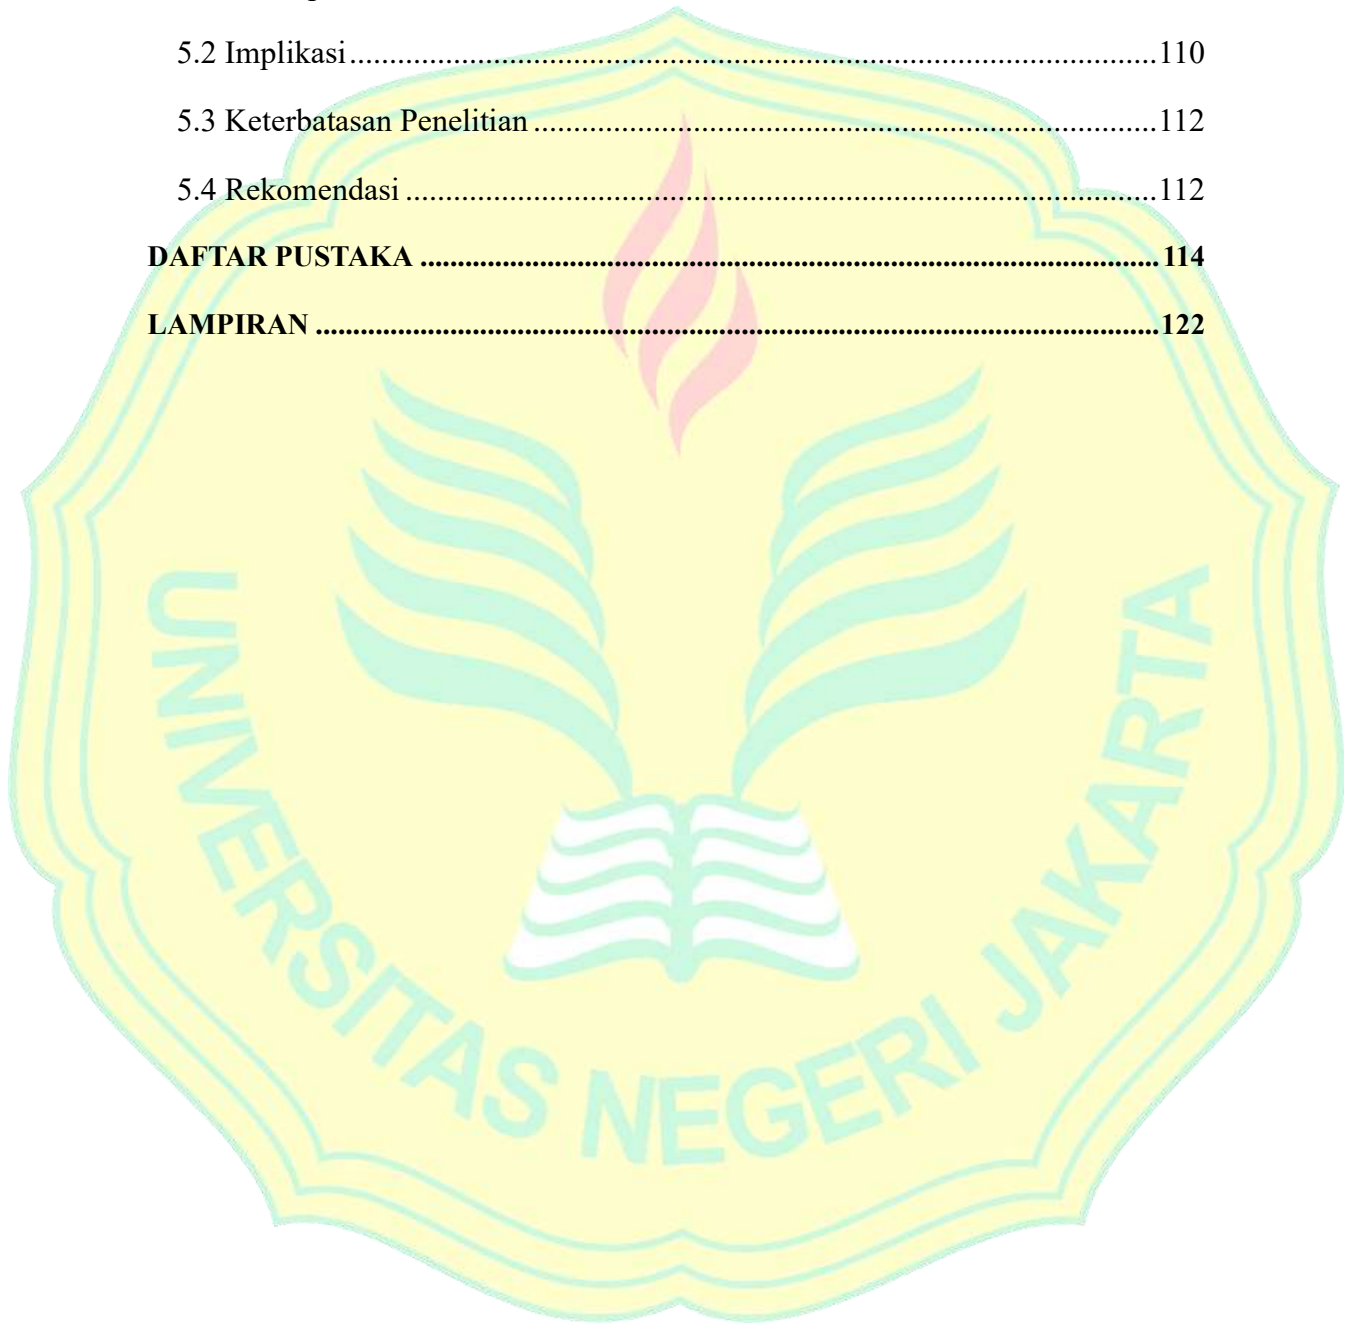 5.2 Implikasi....................................................................................................110
5.3 Keterbatasan Penelitian..............................................................................112
5.4 Rekomendasi..............................................................................................112
DAFTAR PUSTAKA ...................................................................................................114
LAMPIRAN .................................................................................................................122
UNIVERSITAS NEGERI JAKARTA